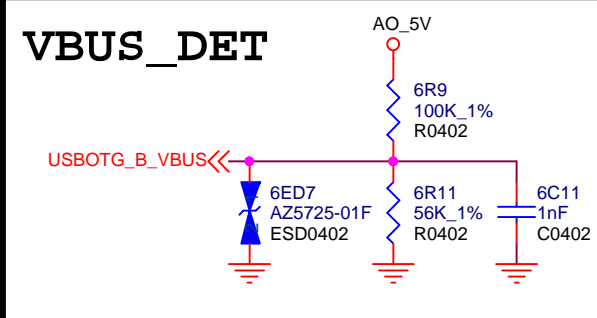 VBUS_DET
AO_5V
6R9
100K_1%
R0402
USBOTG_B_VBUS
6ED7
AZ5725-01F
ESD0402
6R11
56K_1%
R0402
6C11
1nF
C0402